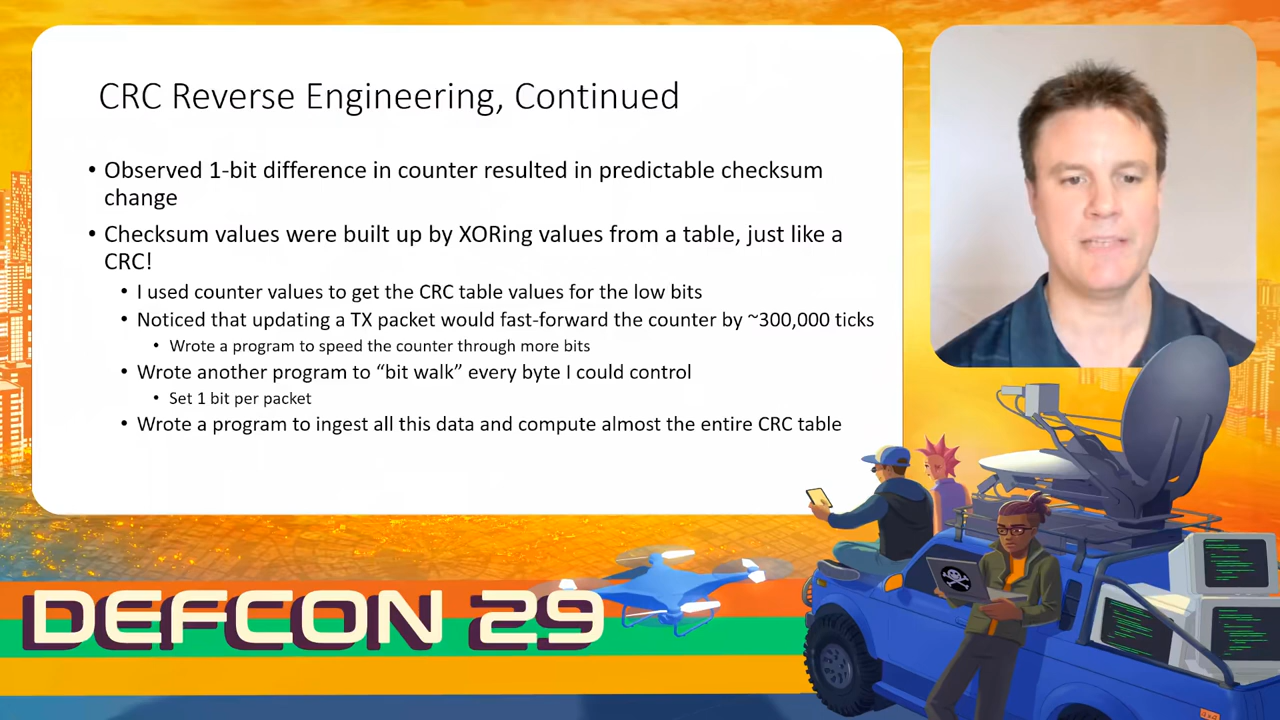 CRC Reverse Engineering, Continued
• Observed 1-bit difference in counter resulted in predictable checksum
change
• Checksum values were built up by XORing values from a table, just like a
CRC!
• I used counter values to get the CRC table values for the low bits
• Noticed that updating a TX packet would fast-forward the counter by ~300,000 ticks
• Wrote a program to speed the counter through more bits
• Wrote another program to “bit walk” every byte I could control
• Set 1 bit per packet
• Wrote a program to ingest all this data and compute almost the entire CRC table
DEFCON 29